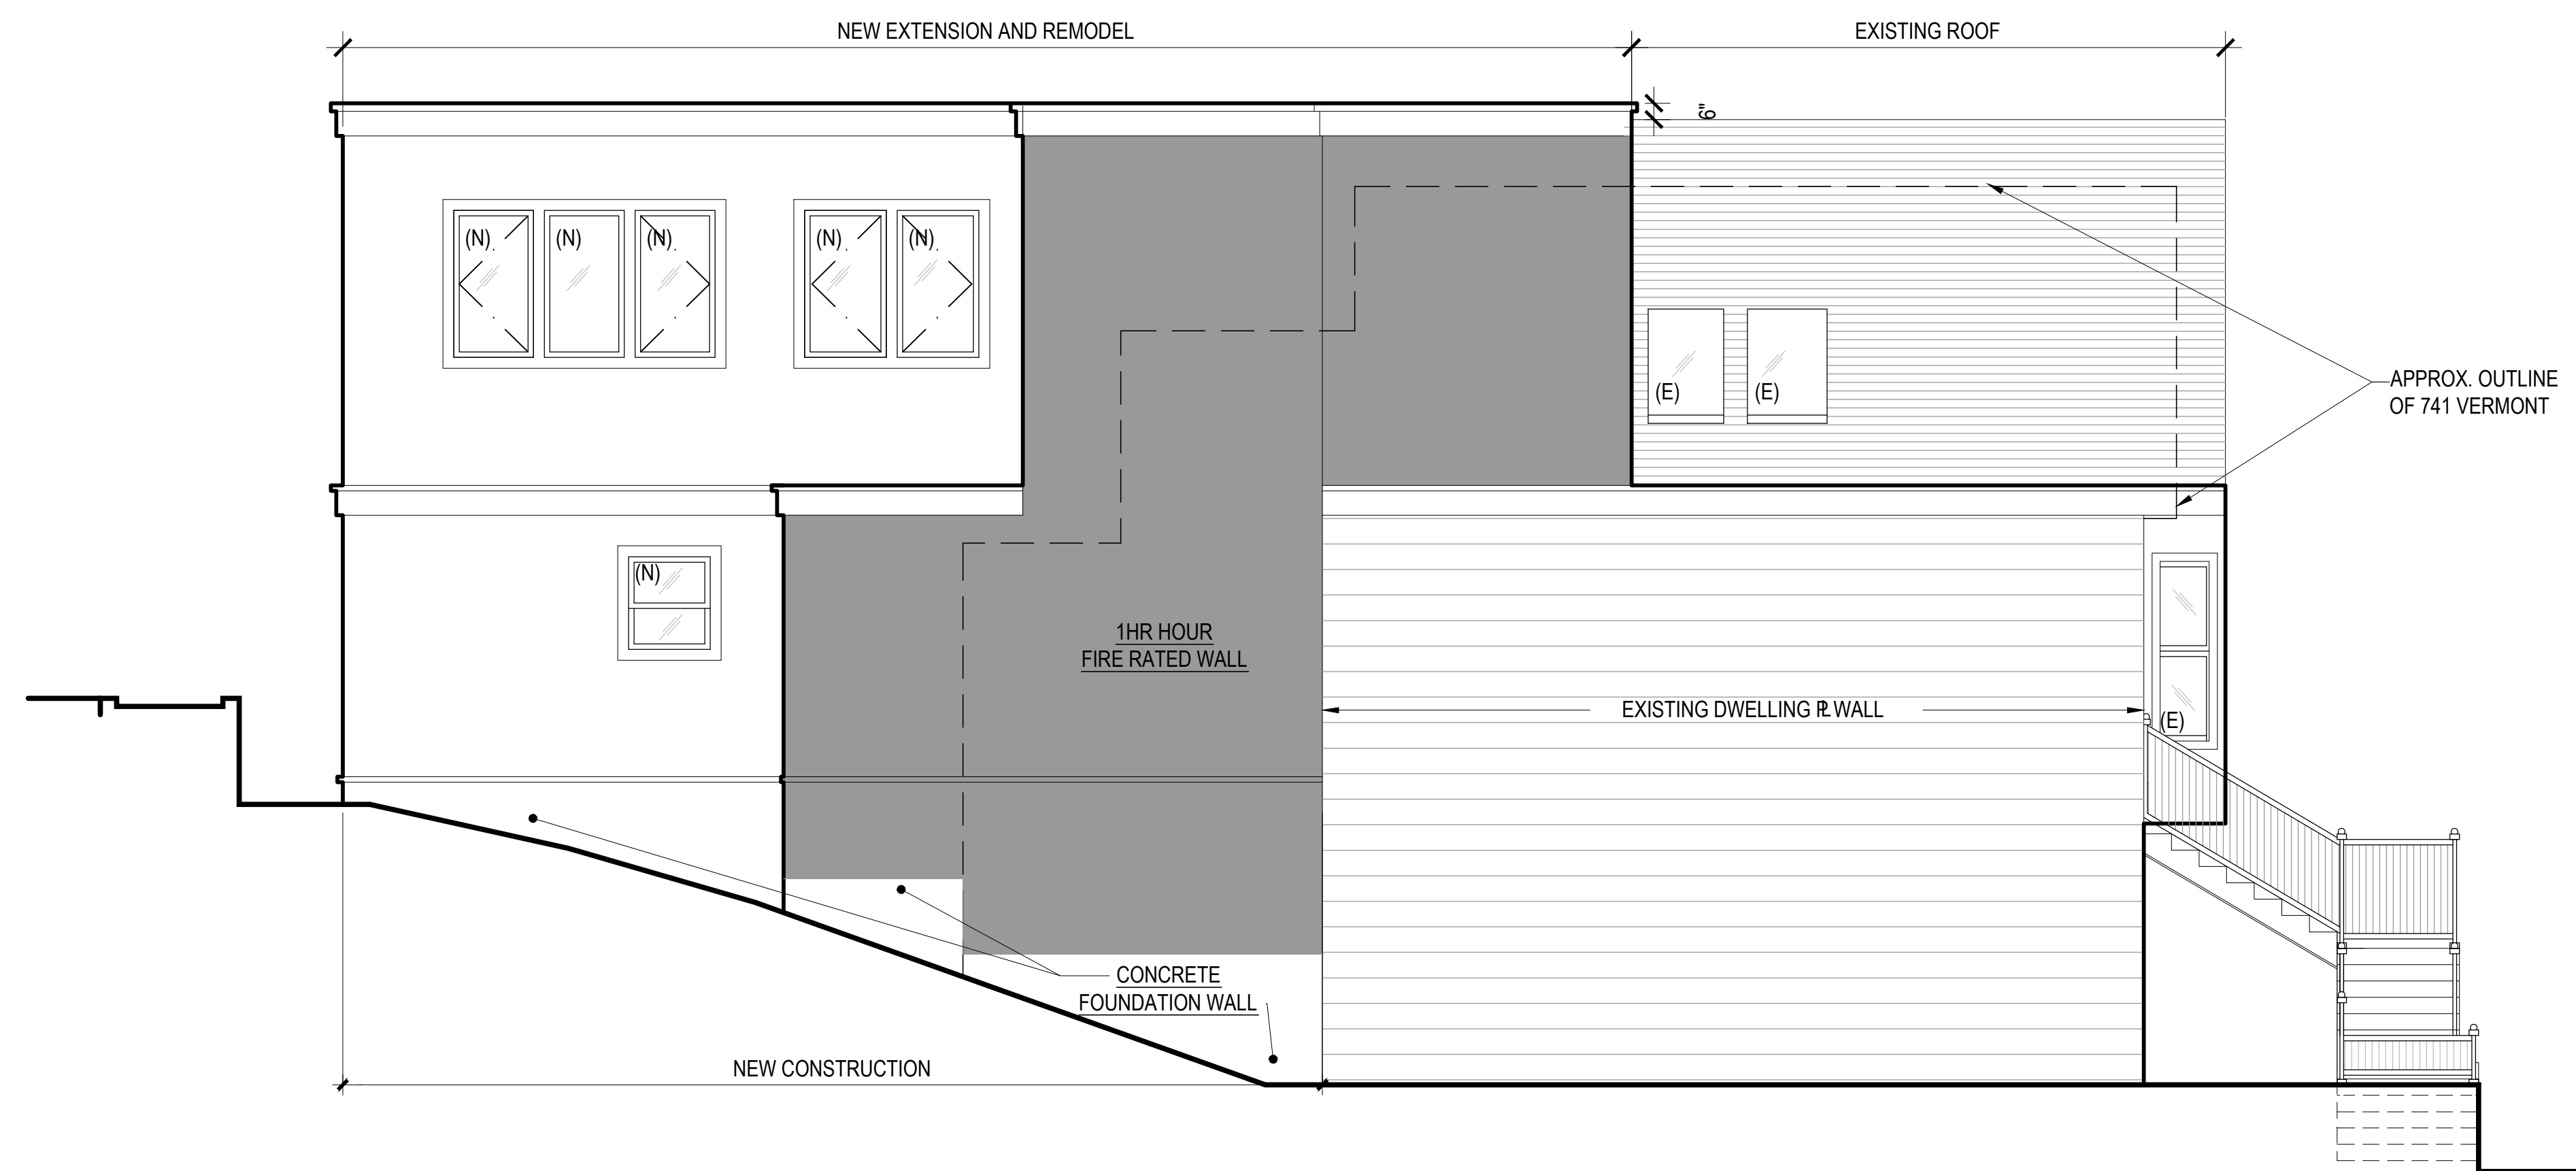 NEW EXTENSION AND REMODEL
EXISTING ROOF
6"
(N)
(N)
(N)
(N)
(N)
(E)
(E)
APPROX. OUTLINE
OF 741 VERMONT
(N)
1HR HOUR
FIRE RATED WALL
EXISTING DWELLING PL WALL
(E)
CONCRETE
FOUNDATION WALL
NEW CONSTRUCTION